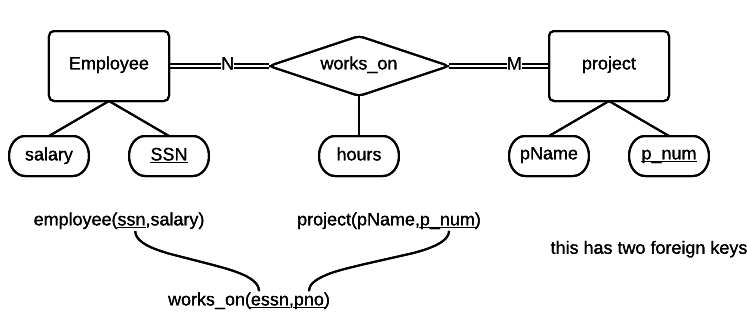 Employee N works_on M project
salary SSN hours pName p_num
employee(ssn,salary) project(pName,p_num)
this has two foreign keys
works_on(essn,pno)